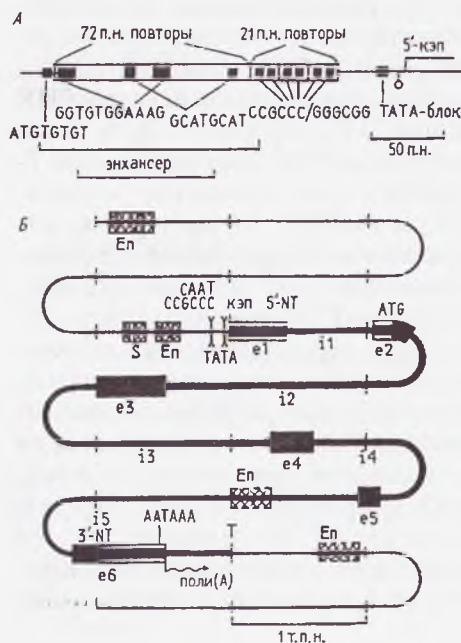 А
72 п.н. повторы
21 п.н. повторы
5'-кэп
GGTGTGGAAAG
GCATGCAT
CCGCCC/GGGCGG
ТАТА-блок
ATGTGTGT
энхансер
50 п.н.
Б
En
CAAT
CCGCCC
кэп
5'-NT
ATG
S
En
TATA
e1
i1
e2
e3
i2
i3
e4
i4
En
e5
i5
3'-NT
AATAAA
T
En
e6
поли(А)
1 т.п.н.